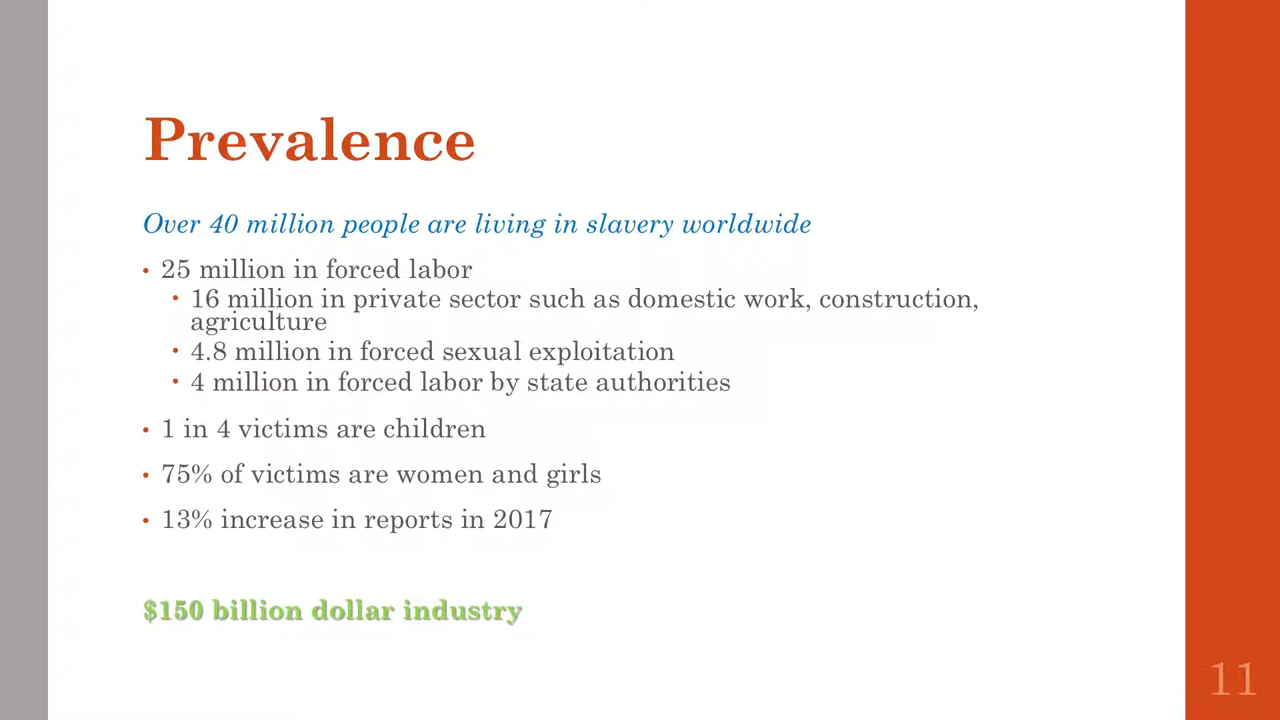 Prevalence
Over 40 million people are living in slavery worldwide
• 25 million in forced labor
• 16 million in private sector such as domestic work, construction,
agriculture
• 4.8 million in forced sexual exploitation
• 4 million in forced labor by state authorities
• 1 in 4 victims are children
• 75% of victims are women and girls
• 13% increase in reports in 2017
$150 billion dollar industry
11